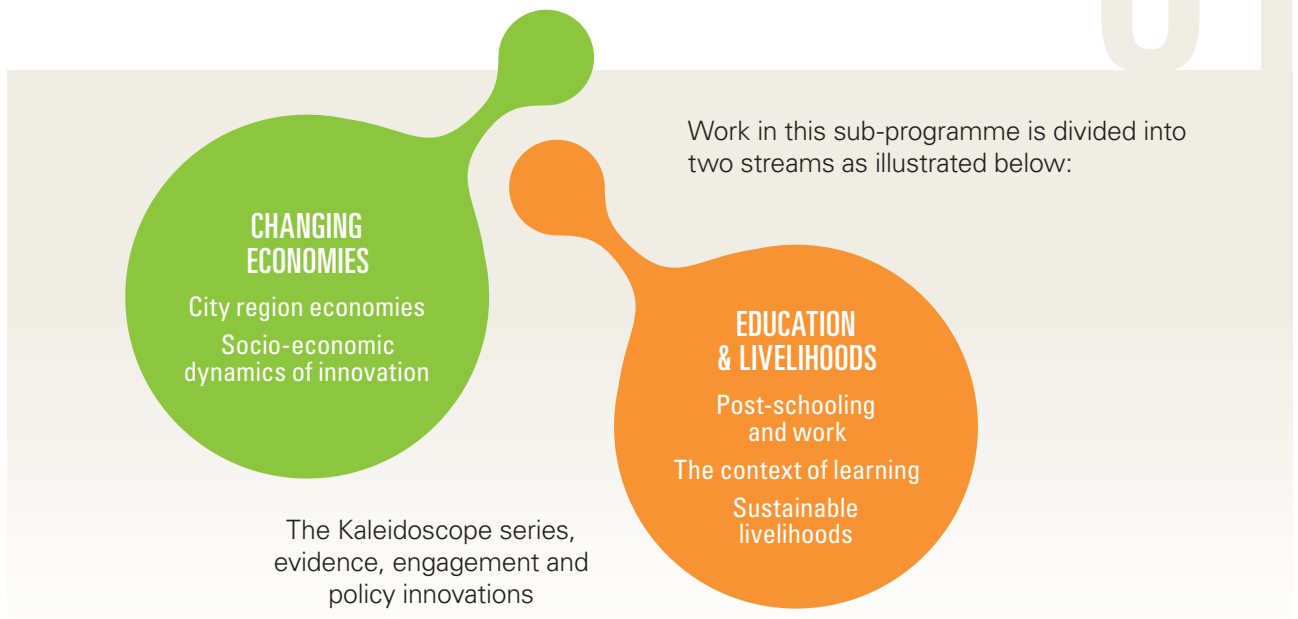 Work in this sub-programme is divided into
two streams as illustrated below:
CHANGING
ECONOMIES
City region economies
Socio-economic
dynamics of innovation
EDUCATION
& LIVELIHOODS
Post-schooling
and work
The context of learning
Sustainable
livelihoods
The Kaleidoscope series,
evidence, engagement and
policy innovations